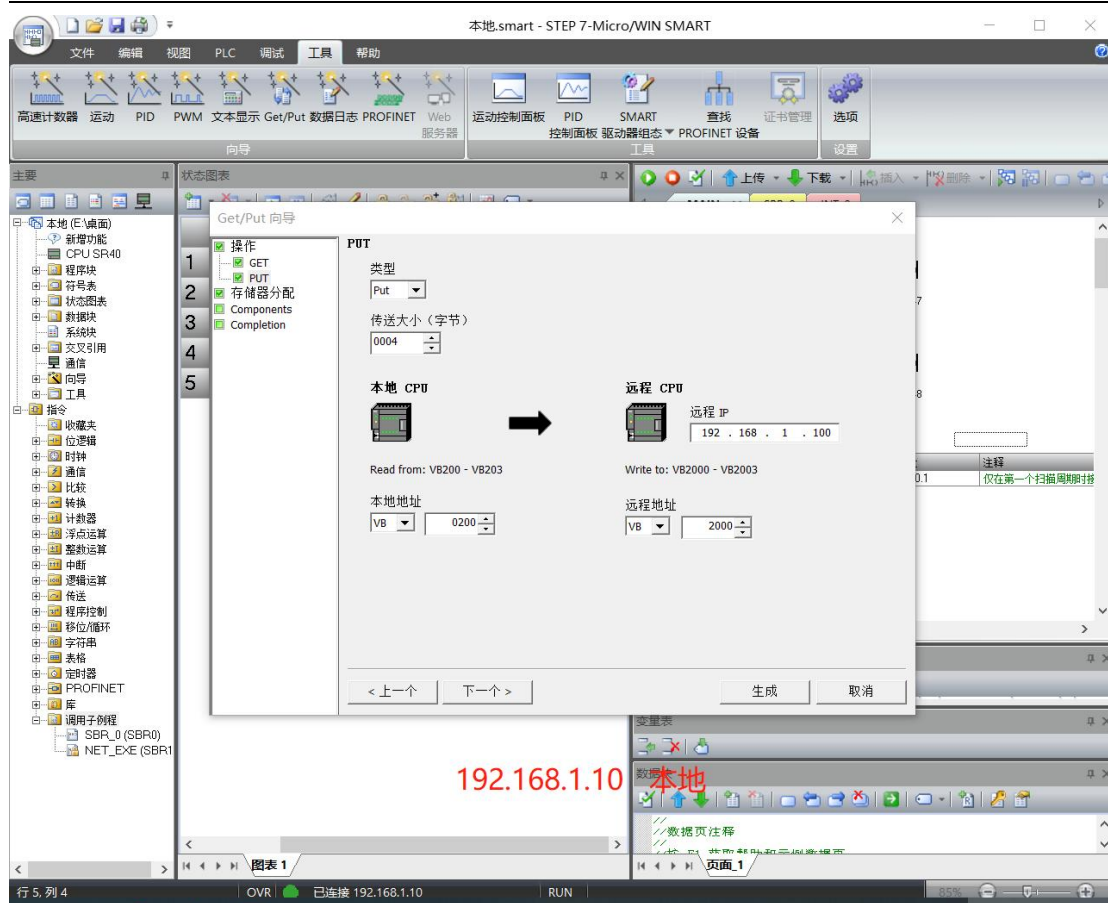 本地.smart - STEP 7-Micro/WIN SMART
文件 编辑 视图 PLC 调试 工具 帮助
高速计数器 运动 PID PWM 文本显示 Get/Put 数据日志 PROFINET Web 服务器
向导
运动控制面板 PID 控制面板 SMART 驱动器组态 查找 PROFINET 设备 证书管理
工具
选项
设置
主要
状态图表
上传 下载 插入 删除
本地 (E:\桌面)
新增功能
CPU SR40
程序块
符号表
状态图表
数据块
系统块
交叉引用
通信
向导
工具
指令
收藏夹
位逻辑
时钟
通信
比较
转换
计数器
浮点运算
整数运算
中断
逻辑运算
传送
程序控制
移位/循环
字符串
表格
定时器
PROFINET
库
调用子例程
SBR_0 (SBR0)
NET_EXE (SBR1
1
2
3
4
5
Get/Put 向导
操作
GET
PUT
存储器分配
Components
Completion
PUT
类型
Put
传送大小（字节）
0004
本地 CPU
远程 CPU
远程 IP
192 . 168 . 1 . 100
Read from: VB200 - VB203
Write to: VB2000 - VB2003
本地地址
远程地址
VB 0200
VB 2000
<上一个 下一个> 生成 取消
注释
0.1 仅在第一个扫描周期时接
变量表
192.168.1.10 本地
//
//数据页注释
//
图表 1
页面_1
行 5, 列 4 OVR 已连接 192.168.1.10 RUN 85%